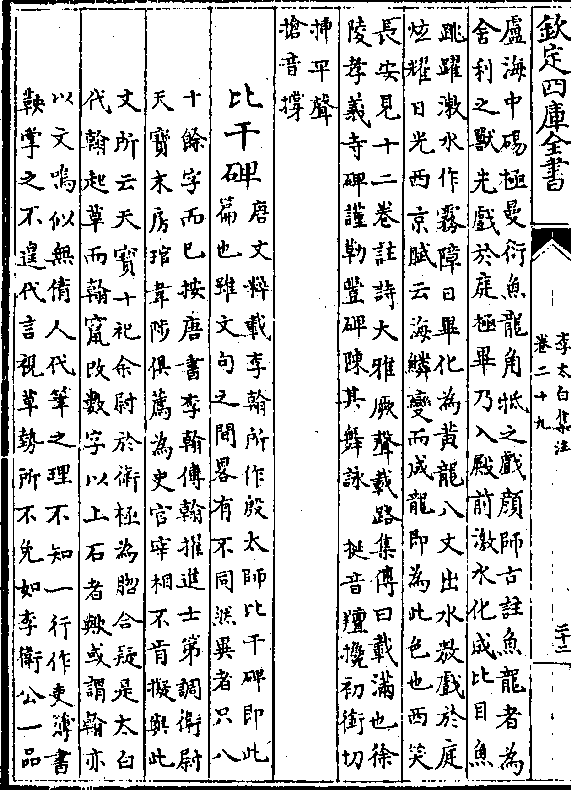 欽定四庫全書
李太白集注
卷二十九
盧海中碭極曼衍魚龍角牴之戲顔師古註魚龍者為
舍利之獸先戲於庭極畢乃入殿前激水化成比目魚
跳躍漱水作霧障日畢化為黃龍八丈出水敖戲於庭
炫耀日光西京賦云海鱗變而成龍即為此色也西笑
長安見十二卷註詩大雅厥聲載路集傳曰載滿也徐
陵孝義寺碑謹勒豐碑陳其舞詠 挻音羶攙初銜切
抻平聲
搶音撐
比干碑
唐文粹載李翰所作殷太師比干碑即此
篇也雖文句之間畧有不同然異者只八
十餘字而已按唐書李翰傳翰擢進士第調衛尉
天寶末房琯韋陟俱薦為史官宰相不肯擬與此
文所云天寶十祀余尉於衛極為脗合疑是太白
代翰起草而翰竄改數字以上石者歟或謂翰亦
以文鳴似無倩人代筆之理不知一行作吏簿書
鞅掌之不遑代言視草勢所不免如李衛公一品